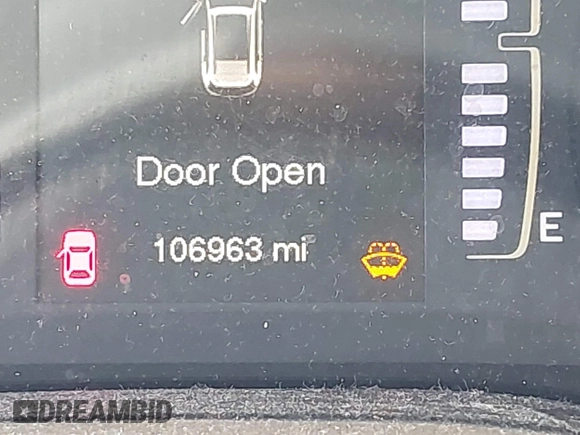 Door Open
106963 mi
E
DREAMBID